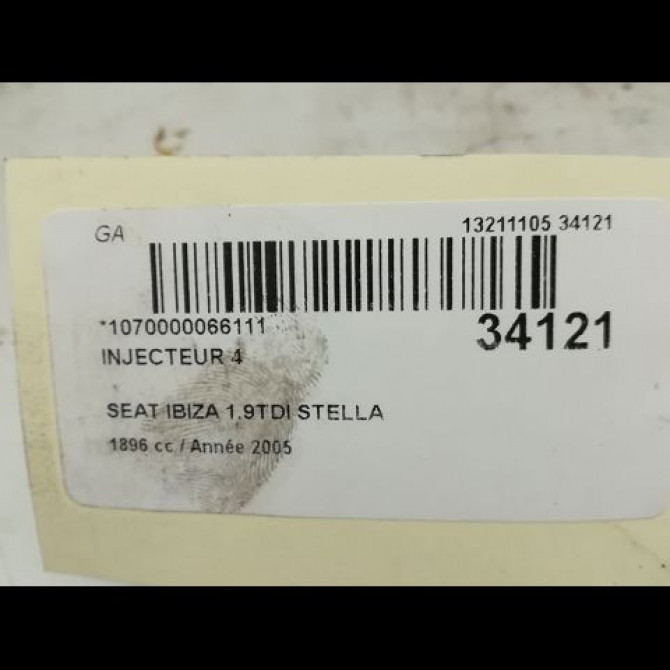 GA 13211105 34121
*1070000066111 34121
INJECTEUR 4
SEAT IBIZA 1.9TDI STELLA
1896 cc / Année 2005